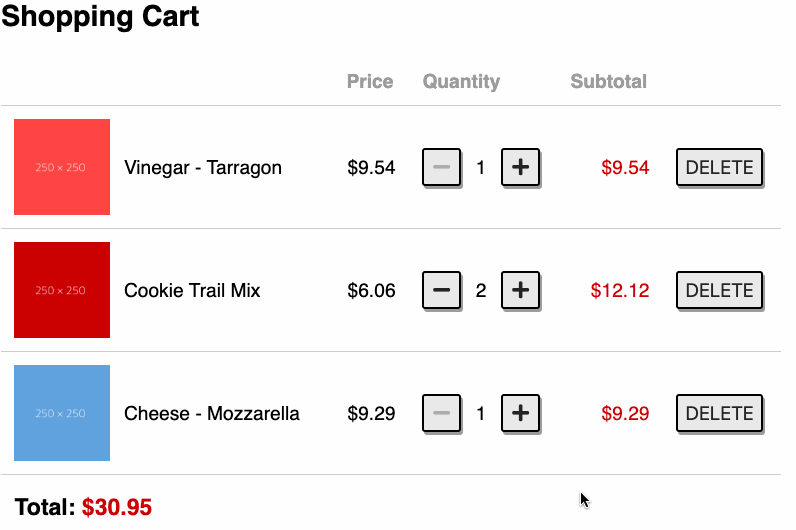 Shopping Cart
Price Quantity Subtotal
250 × 250 Vinegar - Tarragon $9.54 − 1 + $9.54 DELETE
250 × 250 Cookie Trail Mix $6.06 − 2 + $12.12 DELETE
250 × 250 Cheese - Mozzarella $9.29 − 1 + $9.29 DELETE
Total: $30.95